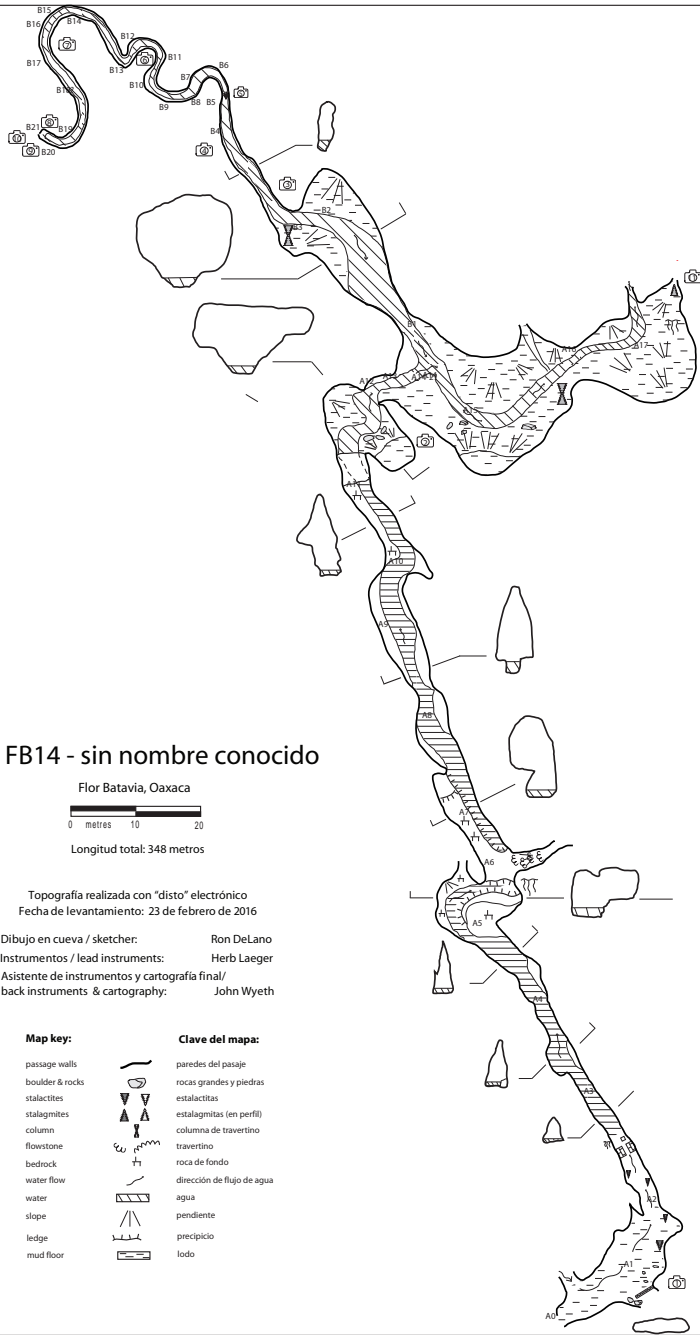 B15
B14
B16
B12
B11
B13
B17
B10
B6
B7
B9
B8
B5
B4
B21
B19
B20
B2
B3
B1
A17
A15
A11
A10
A9
A8
A7
A6
A5
A4
A3
A2
A1
A0
FB14 - sin nombre conocido
Flor Batavia, Oaxaca
0 metres 10 20
Longitud total: 348 metros
Topografía realizada con “disto” electrónico
Fecha de levantamiento: 23 de febrero de 2016
Dibujo en cueva / sketcher: Ron DeLano
Instrumentos / lead instruments: Herb Laeger
Asistente de instrumentos y cartografía final/
back instruments & cartography: John Wyeth
Map key: Clave del mapa:
passage walls paredes del pasaje
boulder & rocks rocas grandes y piedras
stalactites estalactitas
stalagmites estalagmitas (en perfil)
column columna de travertino
flowstone travertino
bedrock roca de fondo
water flow dirección de flujo de agua
water agua
slope pendiente
ledge precipicio
mud floor lodo